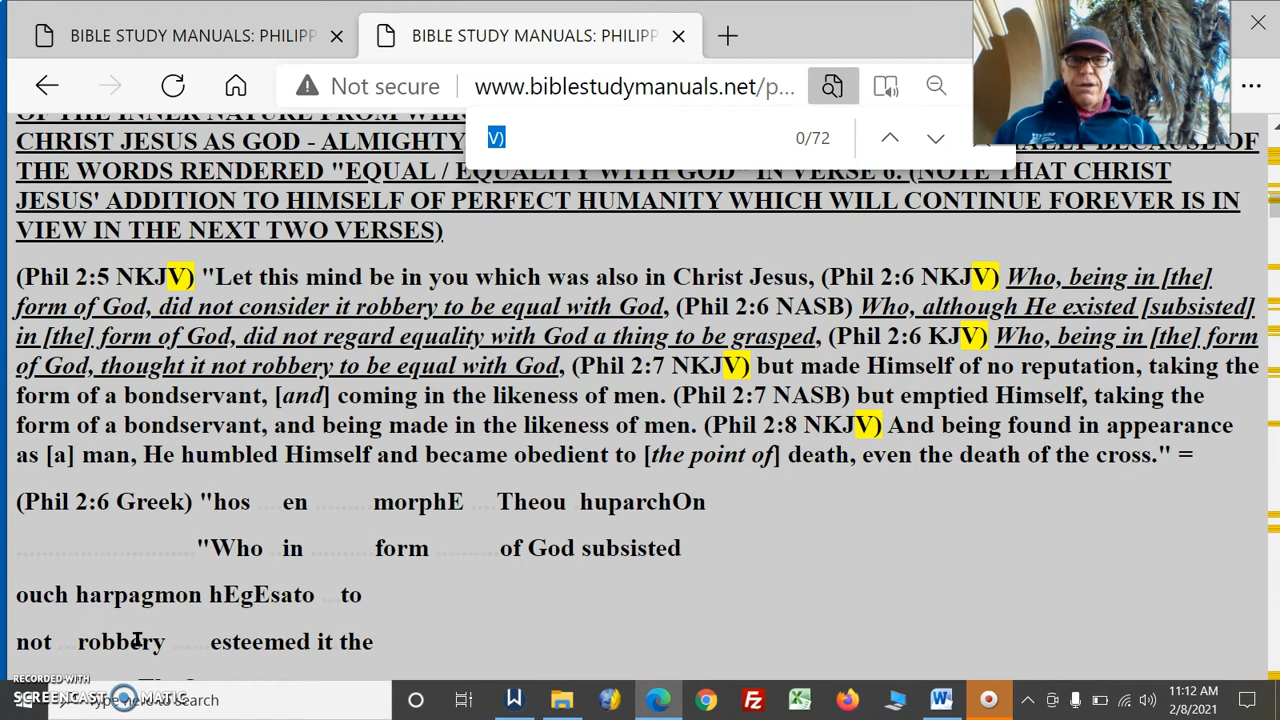 BIBLE STUDY MANUALS: PHILIPP
BIBLE STUDY MANUALS: PHILIPP
Not secure
www.biblestudymanuals.net/p...
V)
0/72
CHRIST JESUS AS GOD - ALMIGHTY
BECAUSE OF
THE WORDS RENDERED "EQUAL / EQUALITY WITH GOD" IN VERSE 6. (NOTE THAT CHRIST
JESUS' ADDITION TO HIMSELF OF PERFECT HUMANITY WHICH WILL CONTINUE FOREVER IS IN
VIEW IN THE NEXT TWO VERSES)
(Phil 2:5 NKJV) "Let this mind be in you which was also in Christ Jesus, (Phil 2:6 NKJV) Who, being in [the]
form of God, did not consider it robbery to be equal with God, (Phil 2:6 NASB) Who, although He existed [subsisted]
in [the] form of God, did not regard equality with God a thing to be grasped, (Phil 2:6 KJV) Who, being in [the] form
of God, thought it not robbery to be equal with God, (Phil 2:7 NKJV) but made Himself of no reputation, taking the
form of a bondservant, [and] coming in the likeness of men. (Phil 2:7 NASB) but emptied Himself, taking the
form of a bondservant, and being made in the likeness of men. (Phil 2:8 NKJV) And being found in appearance
as [a] man, He humbled Himself and became obedient to [the point of] death, even the death of the cross." =
(Phil 2:6 Greek) "hos en morphE Theou huparchOn
"Who in form of God subsisted
ouch harpagmon hEgEsato to
not robbery esteemed it the
RECORDED WITH
SCREENCAST MATIC
Type here to search
11:12 AM
2/8/2021